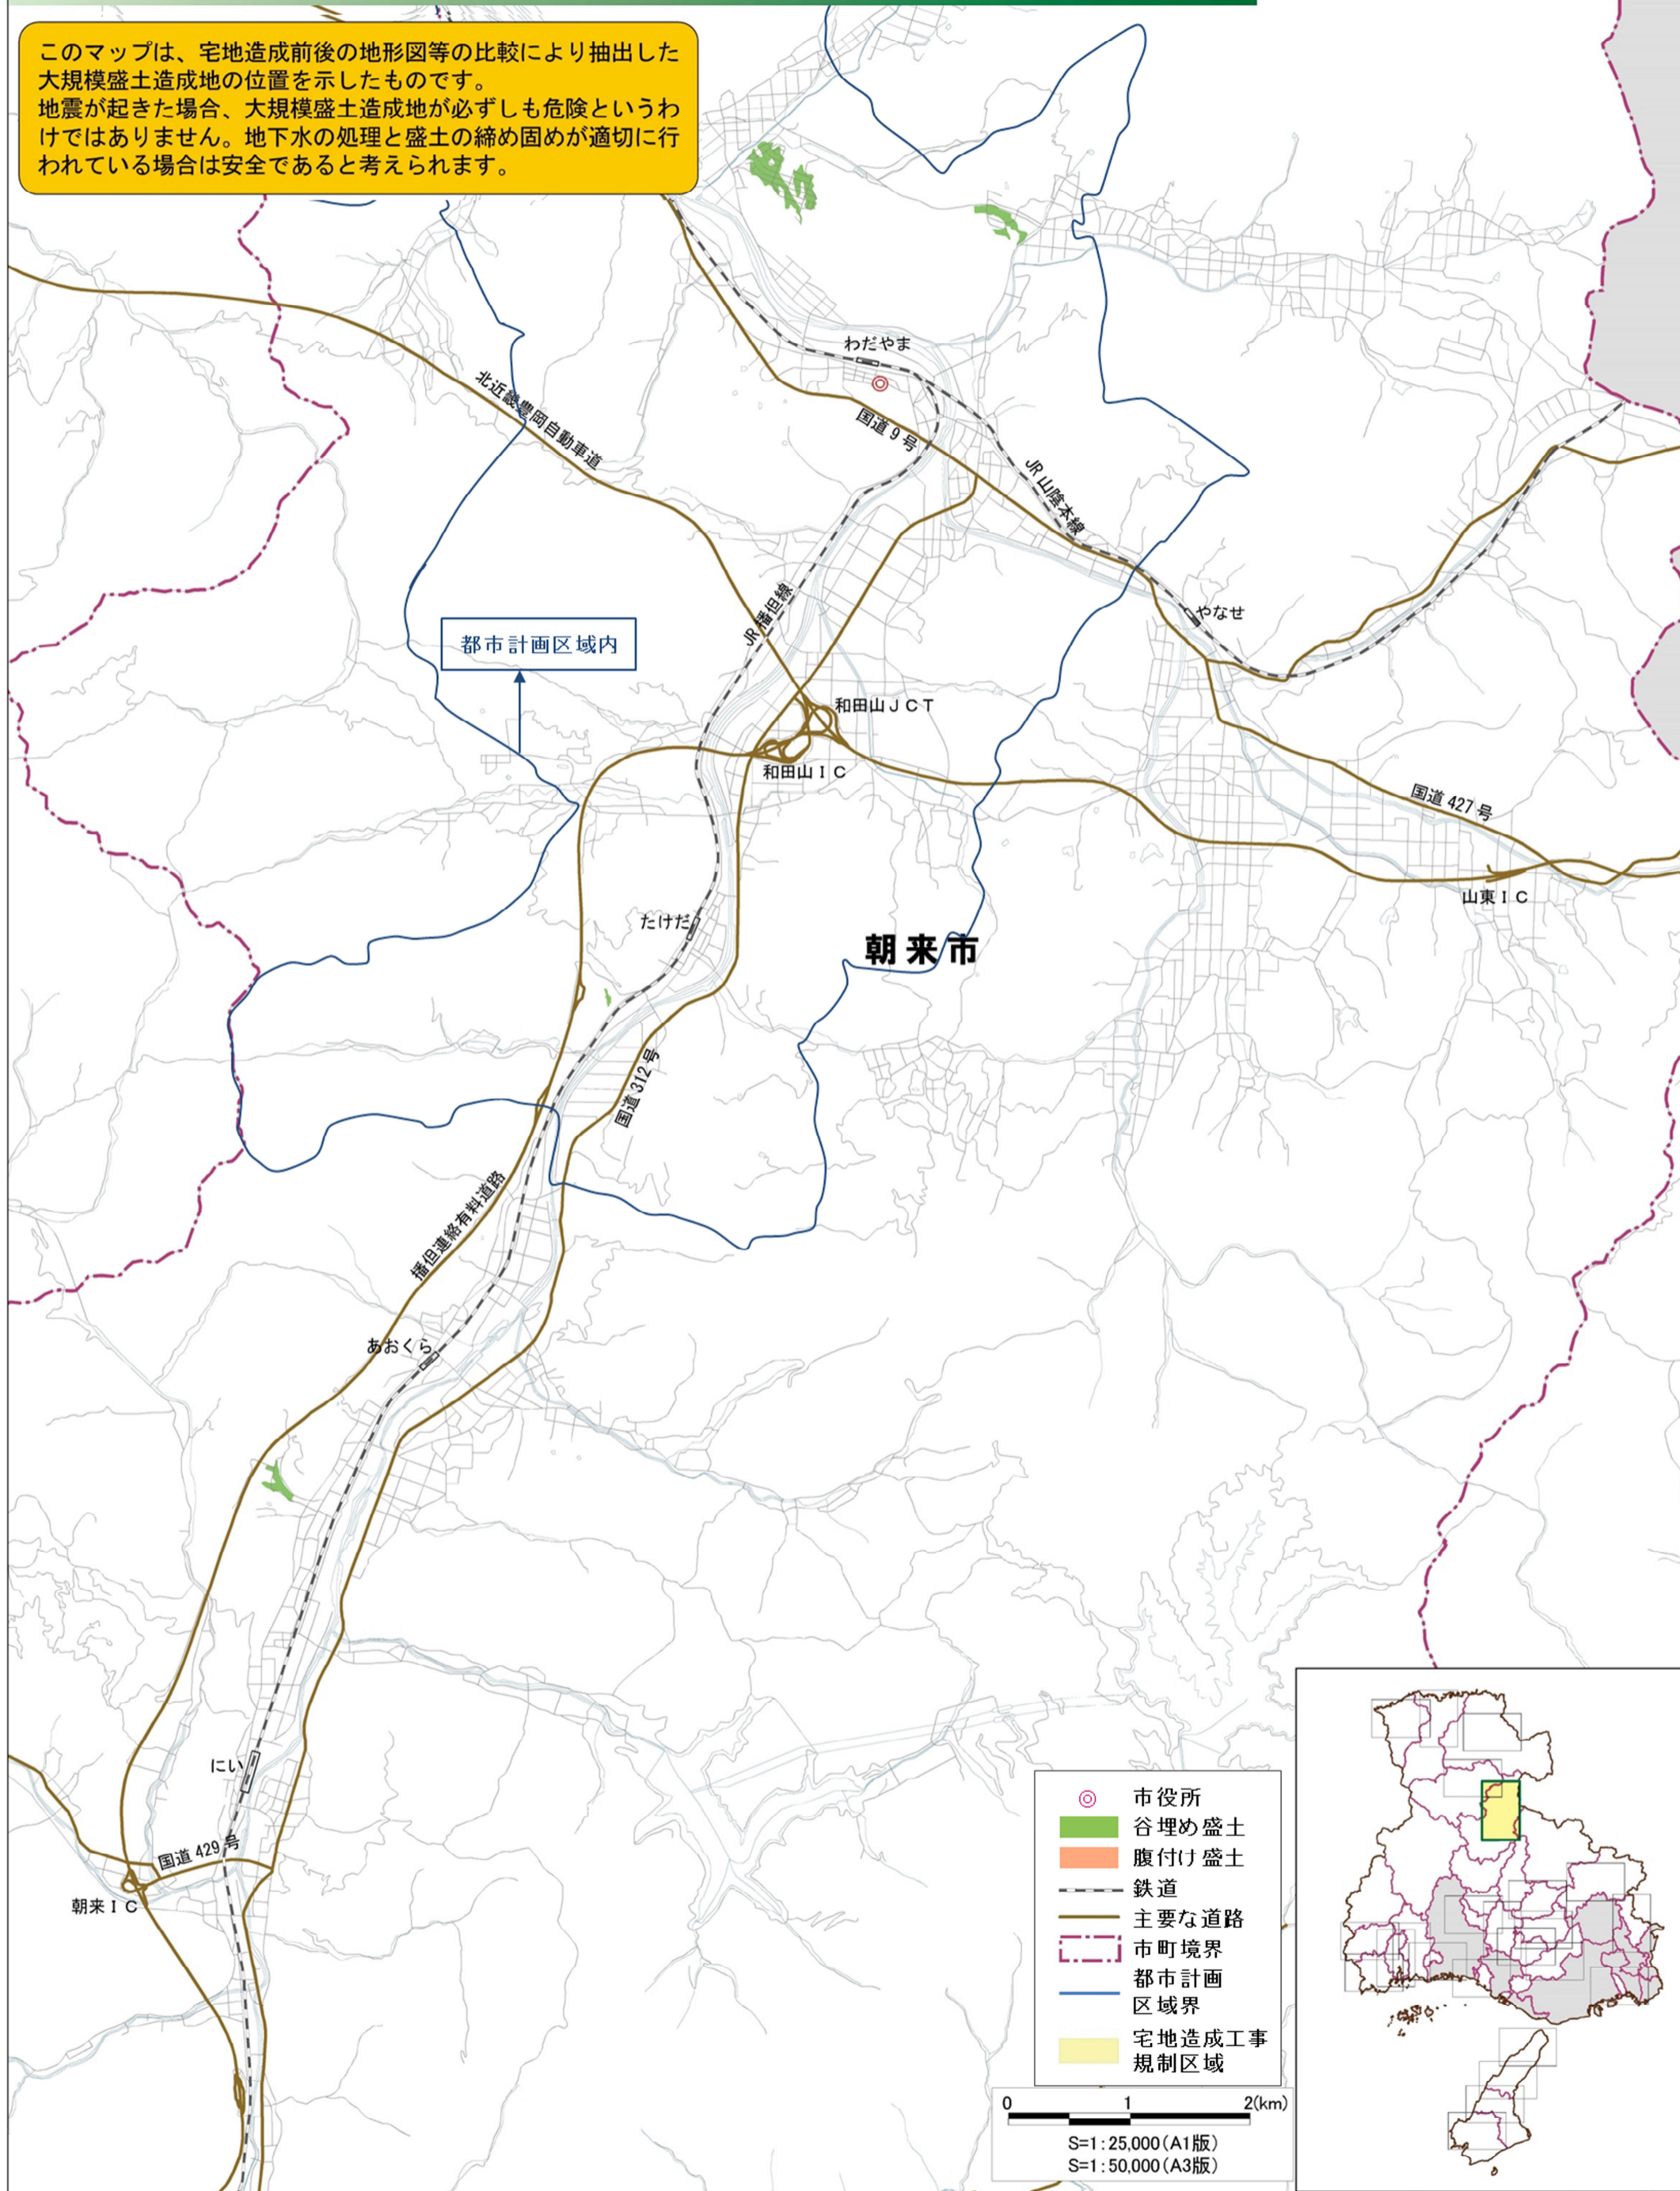 このマップは、宅地造成前後の地形図等の比較により抽出した
大規模盛土造成地の位置を示したものです。
地震が起きた場合、大規模盛土造成地が必ずしも危険というわ
けではありません。地下水の処理と盛土の締め固めが適切に行
われている場合は安全であると考えられます。
わだやま
北近畿豊岡自動車道
国道9号
JR山陰本線
JR播但線
やなせ
都市計画区域内
和田山JCT
和田山IC
国道427号
山東IC
たけだ
朝来市
国道312号
播但連絡有料道路
あおくら
にい
国道429号
朝来IC
市役所
谷埋め盛土
腹付け盛土
鉄道
主要な道路
市町境界
都市計画
区域界
宅地造成工事
規制区域
0 1 2(km)
S=1:25,000(A1版)
S=1:50,000(A3版)